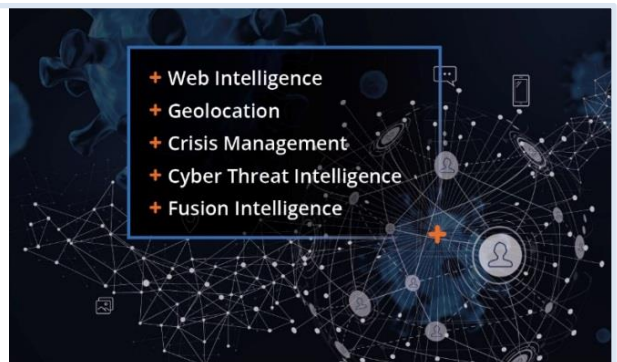 + Web Intelligence
+ Geolocation
+ Crisis Management
+ Cyber Threat Intelligence
+ Fusion Intelligence